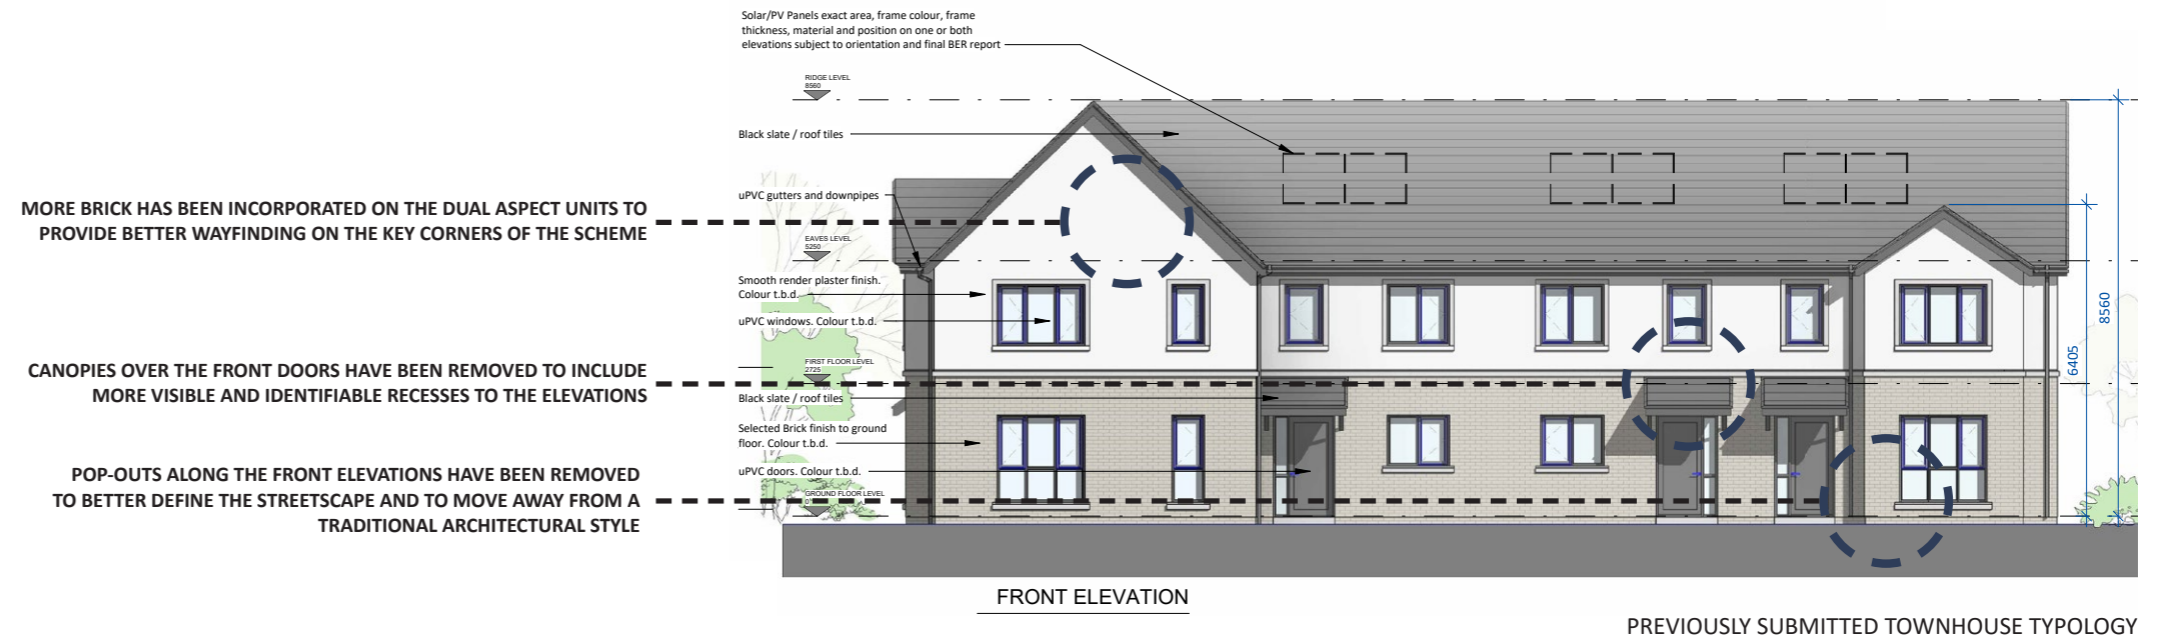 Solar/PV Panels exact area, frame colour, frame
thickness, material and position on one or both
elevations subject to orientation and final BER report
RIDGE LEVEL
8560
Black slate / roof tiles
uPVC gutters and downpipes
MORE BRICK HAS BEEN INCORPORATED ON THE DUAL ASPECT UNITS TO
PROVIDE BETTER WAYFINDING ON THE KEY CORNERS OF THE SCHEME
EAVES LEVEL
5250
Smooth render plaster finish.
Colour t.b.d.
uPVC windows. Colour t.b.d.
FIRST FLOOR LEVEL
2725
CANOPIES OVER THE FRONT DOORS HAVE BEEN REMOVED TO INCLUDE
MORE VISIBLE AND IDENTIFIABLE RECESSES TO THE ELEVATIONS
Black slate / roof tiles
Selected Brick finish to ground
floor. Colour t.b.d.
uPVC doors. Colour t.b.d.
POP-OUTS ALONG THE FRONT ELEVATIONS HAVE BEEN REMOVED
TO BETTER DEFINE THE STREETSCAPE AND TO MOVE AWAY FROM A
TRADITIONAL ARCHITECTURAL STYLE
GROUND FLOOR LEVEL
6405
8560
FRONT ELEVATION
PREVIOUSLY SUBMITTED TOWNHOUSE TYPOLOGY